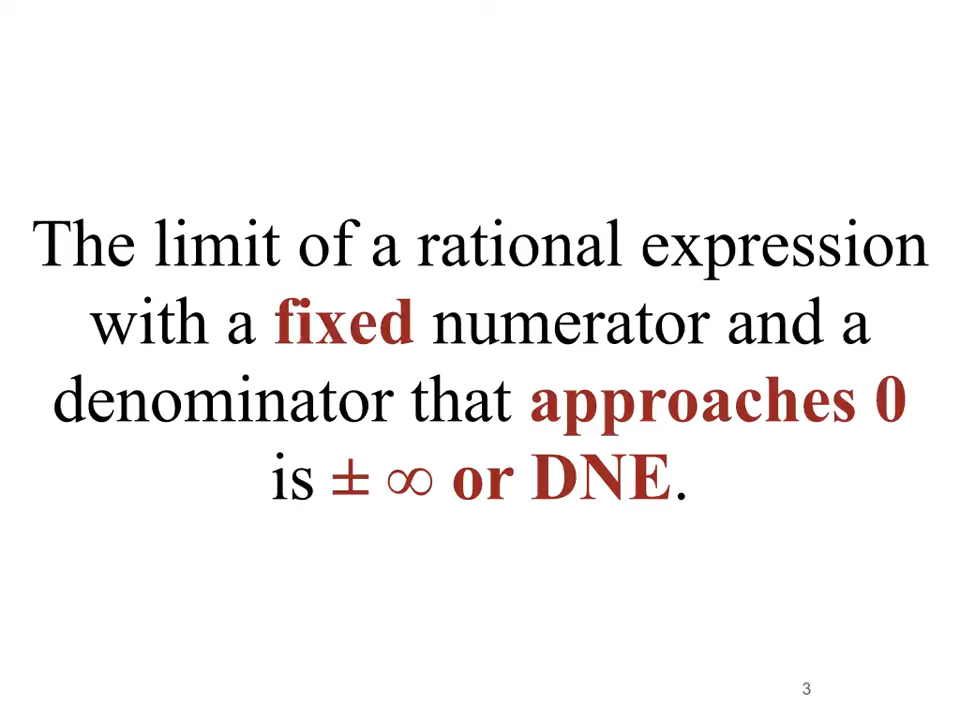 The limit of a rational expression
with a fixed numerator and a
denominator that approaches 0
is ± ∞ or DNE.
3